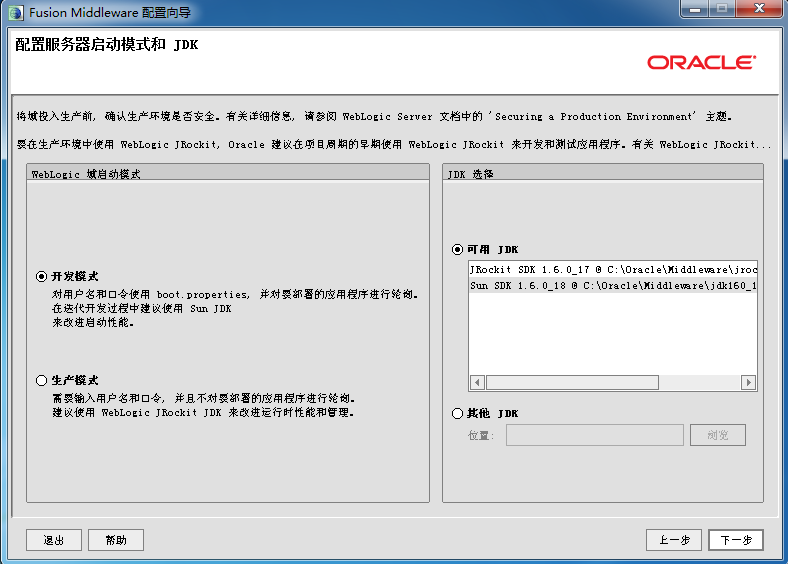 Fusion Middleware 配置向导
配置服务器启动模式和 JDK
ORACLE
将域投入生产前, 确认生产环境是否安全。有关详细信息, 请参阅 WebLogic Server 文档中的 'Securing a Production Environment' 主题。
要在生产环境中使用 WebLogic JRockit, Oracle 建议在项目周期的早期使用 WebLogic JRockit 来开发和测试应用程序。有关 WebLogic JRockit...
WebLogic 域启动模式
JDK 选择
开发模式
对用户名和口令使用 boot.properties, 并对要部署的应用程序进行轮询。
在迭代开发过程中建议使用 Sun JDK
来改进启动性能。
生产模式
需要输入用户名和口令, 并且不对要部署的应用程序进行轮询。
建议使用 WebLogic JRockit JDK 来改进运行时性能和管理。
可用 JDK
JRockit SDK 1.6.0_17 @ C:\Oracle\Middleware\jroc
Sun SDK 1.6.0_18 @ C:\Oracle\Middleware\jdk160_1
其他 JDK
位置:
浏览
退出
帮助
上一步
下一步